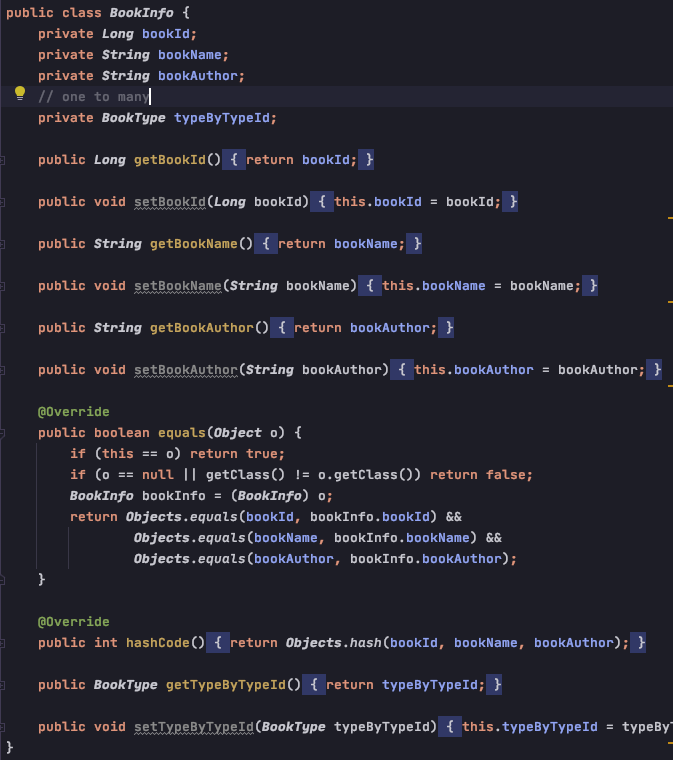 public class BookInfo {
    private Long bookId;
    private String bookName;
    private String bookAuthor;
    // one to many
    private BookType typeByTypeId;

    public Long getBookId() { return bookId; }

    public void setBookId(Long bookId) { this.bookId = bookId; }

    public String getBookName() { return bookName; }

    public void setBookName(String bookName) { this.bookName = bookName; }

    public String getBookAuthor() { return bookAuthor; }

    public void setBookAuthor(String bookAuthor) { this.bookAuthor = bookAuthor; }

    @Override
    public boolean equals(Object o) {
        if (this == o) return true;
        if (o == null || getClass() != o.getClass()) return false;
        BookInfo bookInfo = (BookInfo) o;
        return Objects.equals(bookId, bookInfo.bookId) &&
                Objects.equals(bookName, bookInfo.bookName) &&
                Objects.equals(bookAuthor, bookInfo.bookAuthor);
    }

    @Override
    public int hashCode() { return Objects.hash(bookId, bookName, bookAuthor); }

    public BookType getTypeByTypeId() { return typeByTypeId; }

    public void setTypeByTypeId(BookType typeByTypeId) { this.typeByTypeId = typeByT
}